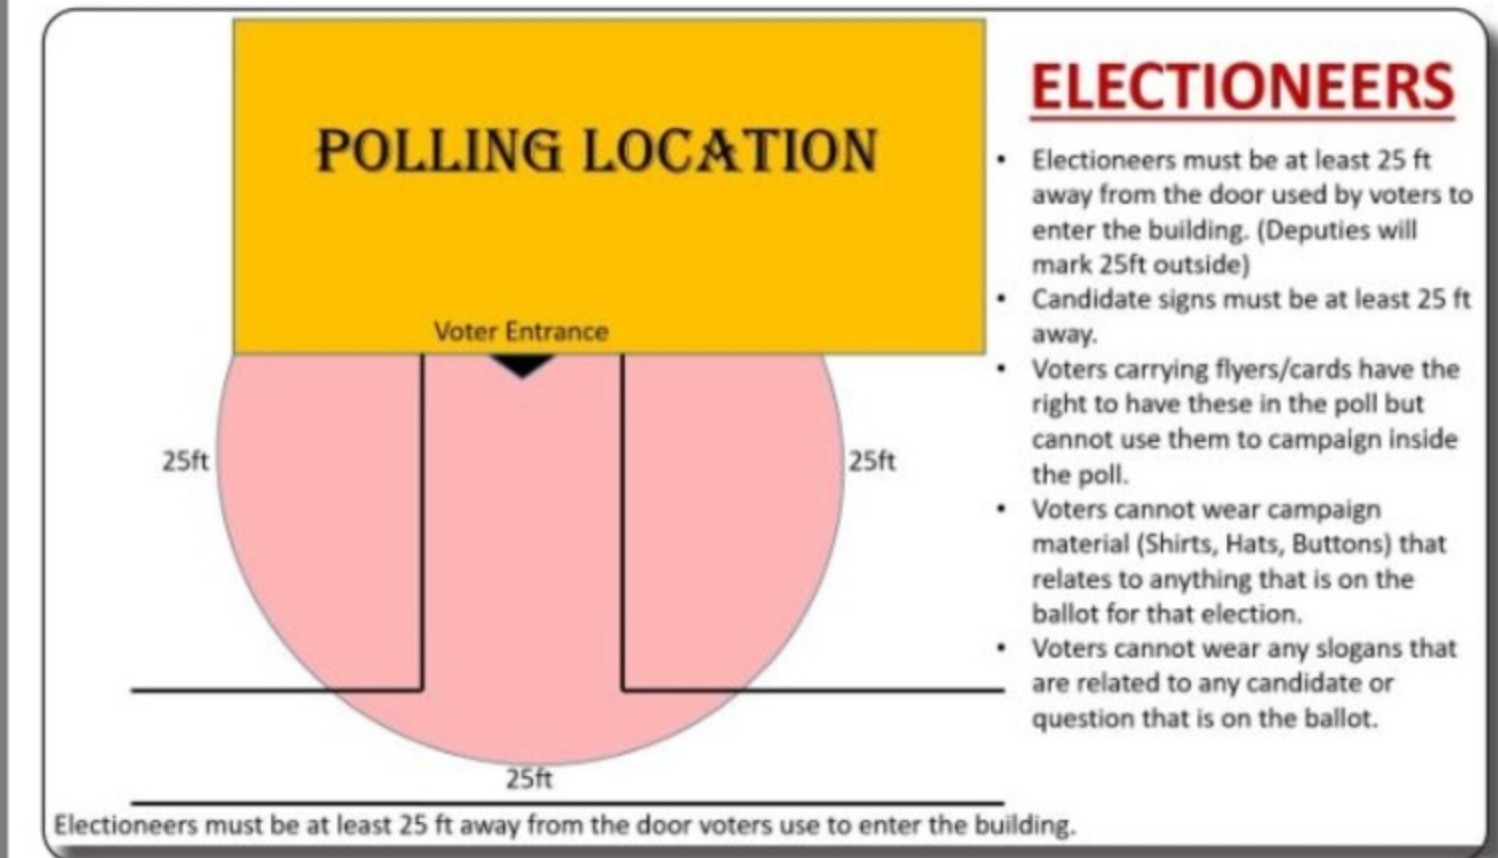 POLLING LOCATION
Voter Entrance
25ft
25ft
25ft
Electioneers must be at least 25 ft away from the door voters use to enter the building.
ELECTIONEERS
• Electioneers must be at least 25 ft
away from the door used by voters to
enter the building. (Deputies will
mark 25ft outside)
• Candidate signs must be at least 25 ft
away.
• Voters carrying flyers/cards have the
right to have these in the poll but
cannot use them to campaign inside
the poll.
• Voters cannot wear campaign
material (Shirts, Hats, Buttons) that
relates to anything that is on the
ballot for that election.
• Voters cannot wear any slogans that
are related to any candidate or
question that is on the ballot.